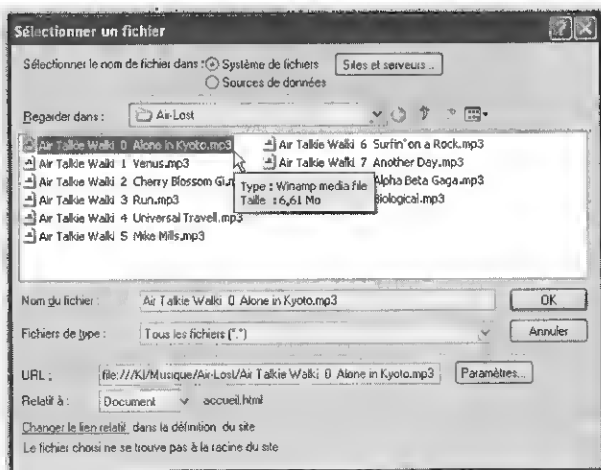 Sélectionner un fichier
Sélectionner le nom de fichier dans : Système de fichiers Sites et serveurs...
Sources de données
Regarder dans : Air-Lost
Air Talkie Walki 0 Alone in Kyoto.mp3
Air Talkie Walki 1 Venus.mp3
Air Talkie Walki 2 Cherry Blossom Gi
Air Talkie Walki 3 Run.mp3
Air Talkie Walki 4 Universal Travell.mp3
Air Talkie Walki 5 Mike Mills.mp3
Air Talkie Walki 6 Surfin' on a Rock.mp3
Air Talkie Walki 7 Another Day.mp3
Alpha Beta Gaga.mp3
Biological.mp3
Type : Winamp media file
Taille : 6,61 Mo
Nom du fichier : Air Talkie Walki 0 Alone in Kyoto.mp3 OK
Fichiers de type : Tous les fichiers (*.*) Annuler
URL : file:///K|/Musique/Air-Lost/Air Talkie Walki 0 Alone in Kyoto.mp3 Paramètres...
Relatif à : Document accueil.html
Changer le lien relatif dans la définition du site
Le fichier choisi ne se trouve pas à la racine du site